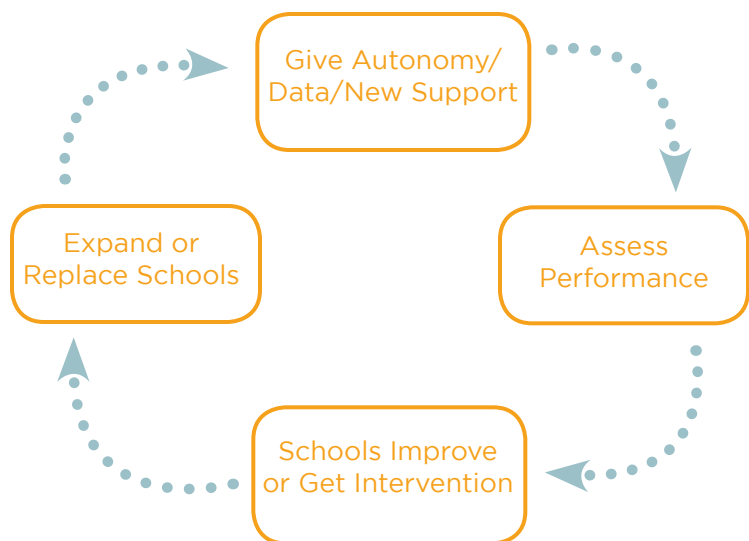 Give Autonomy/
Data/New Support
Expand or
Replace Schools
Assess
Performance
Schools Improve
or Get Intervention